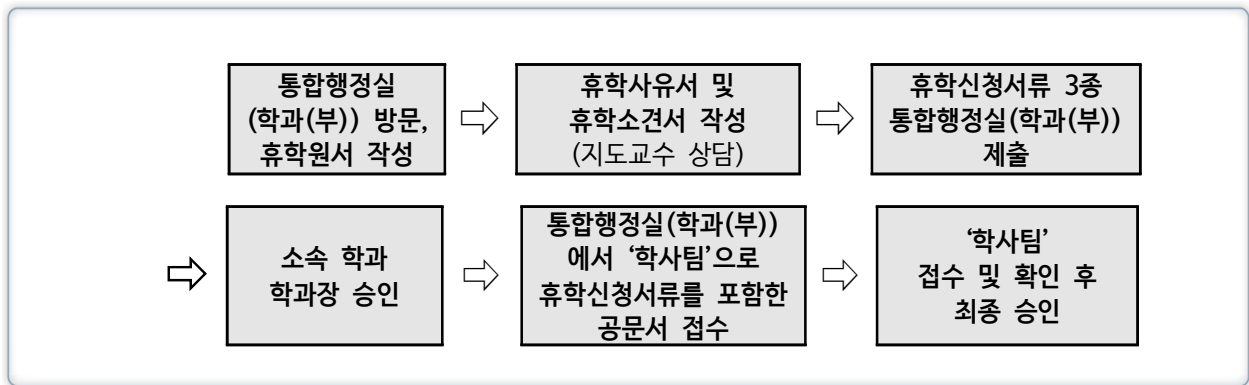 통합행정실
(학과(부)) 방문,
휴학원서 작성
휴학사유서 및
휴학소견서 작성
(지도교수 상담)
휴학신청서류 3종
통합행정실(학과(부))
제출
소속 학과
학과장 승인
통합행정실(학과(부))
에서 ‘학사팀’으로
휴학신청서류를 포함한
공문서 접수
‘학사팀’
접수 및 확인 후
최종 승인